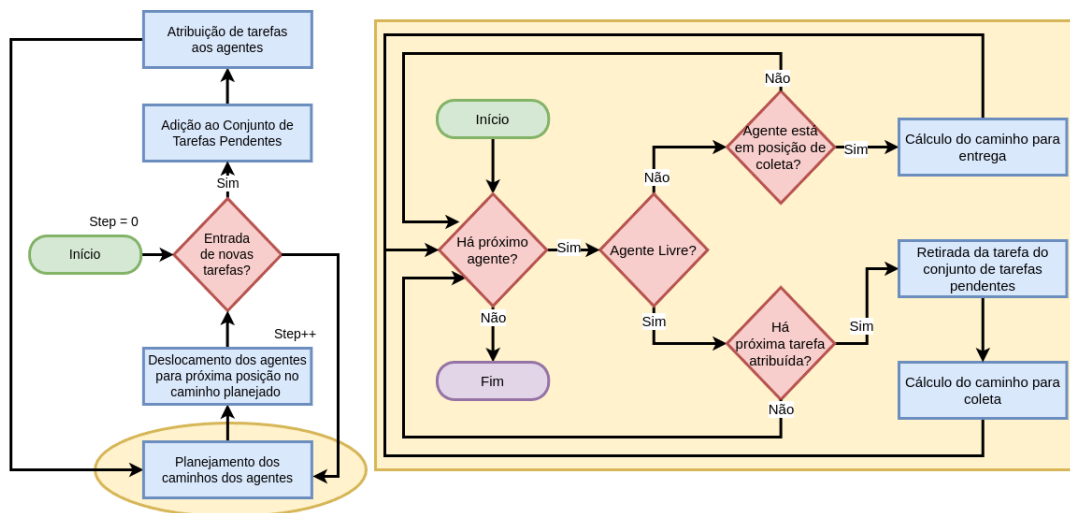 Atribuição de tarefas
aos agentes
Adição ao Conjunto de
Tarefas Pendentes
Sim
Step = 0
Início
Entrada
de novas
tarefas?
Step++
Deslocamento dos agentes
para próxima posição no
caminho planejado
Planejamento dos
caminhos dos agentes
Início
Há próximo
agente?
Sim
Não
Fim
Agente Livre?
Não
Sim
Não
Agente está
em posição de
coleta?
Sim
Cálculo do caminho para
entrega
Há
próxima tarefa
atribuída?
Sim
Não
Retirada da tarefa do
conjunto de tarefas
pendentes
Cálculo do caminho para
coleta